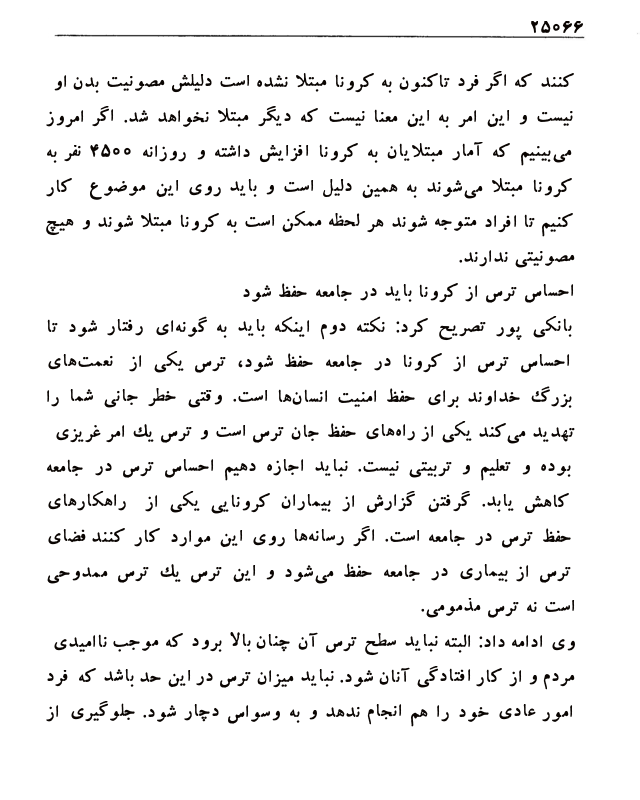 ۲۵۰۶۶
کنند که اگر فرد تاکنون به کرونا مبتلا نشده است دلیلش مصونیت بدن او
نیست و این امر به این معنا نیست که دیگر مبتلا نخواهد شد. اگر امروز
می‌بینیم که آمار مبتلایان به کرونا افزایش داشته و روزانه ۴۵۰۰ نفر به
کرونا مبتلا می‌شوند به همین دلیل است و باید روی این موضوع کار
کنیم تا افراد متوجه شوند هر لحظه ممکن است به کرونا مبتلا شوند و هیچ
مصونیتی ندارند.
احساس ترس از کرونا باید در جامعه حفظ شود
بانکی پور تصریح کرد: نکته دوم اینکه باید به گونه‌ای رفتار شود تا
احساس ترس از کرونا در جامعه حفظ شود، ترس یکی از نعمت‌های
بزرگ خداوند برای حفظ امنیت انسان‌ها است. وقتی خطر جانی شما را
تهدید می‌کند یکی از راه‌های حفظ جان ترس است و ترس یك امر غریزی
بوده و تعلیم و تربیتی نیست. نباید اجازه دهیم احساس ترس در جامعه
کاهش یابد. گرفتن گزارش از بیماران کرونایی یکی از راهکارهای
حفظ ترس در جامعه است. اگر رسانه‌ها روی این موارد کار کنند فضای
ترس از بیماری در جامعه حفظ می‌شود و این ترس یك ترس ممدوحی
است نه ترس مذمومی.
وی ادامه داد: البته نباید سطح ترس آن چنان بالا برود که موجب ناامیدی
مردم و از کار افتادگی آنان شود. نباید میزان ترس در این حد باشد که فرد
امور عادی خود را هم انجام ندهد و به وسواس دچار شود. جلوگیری از